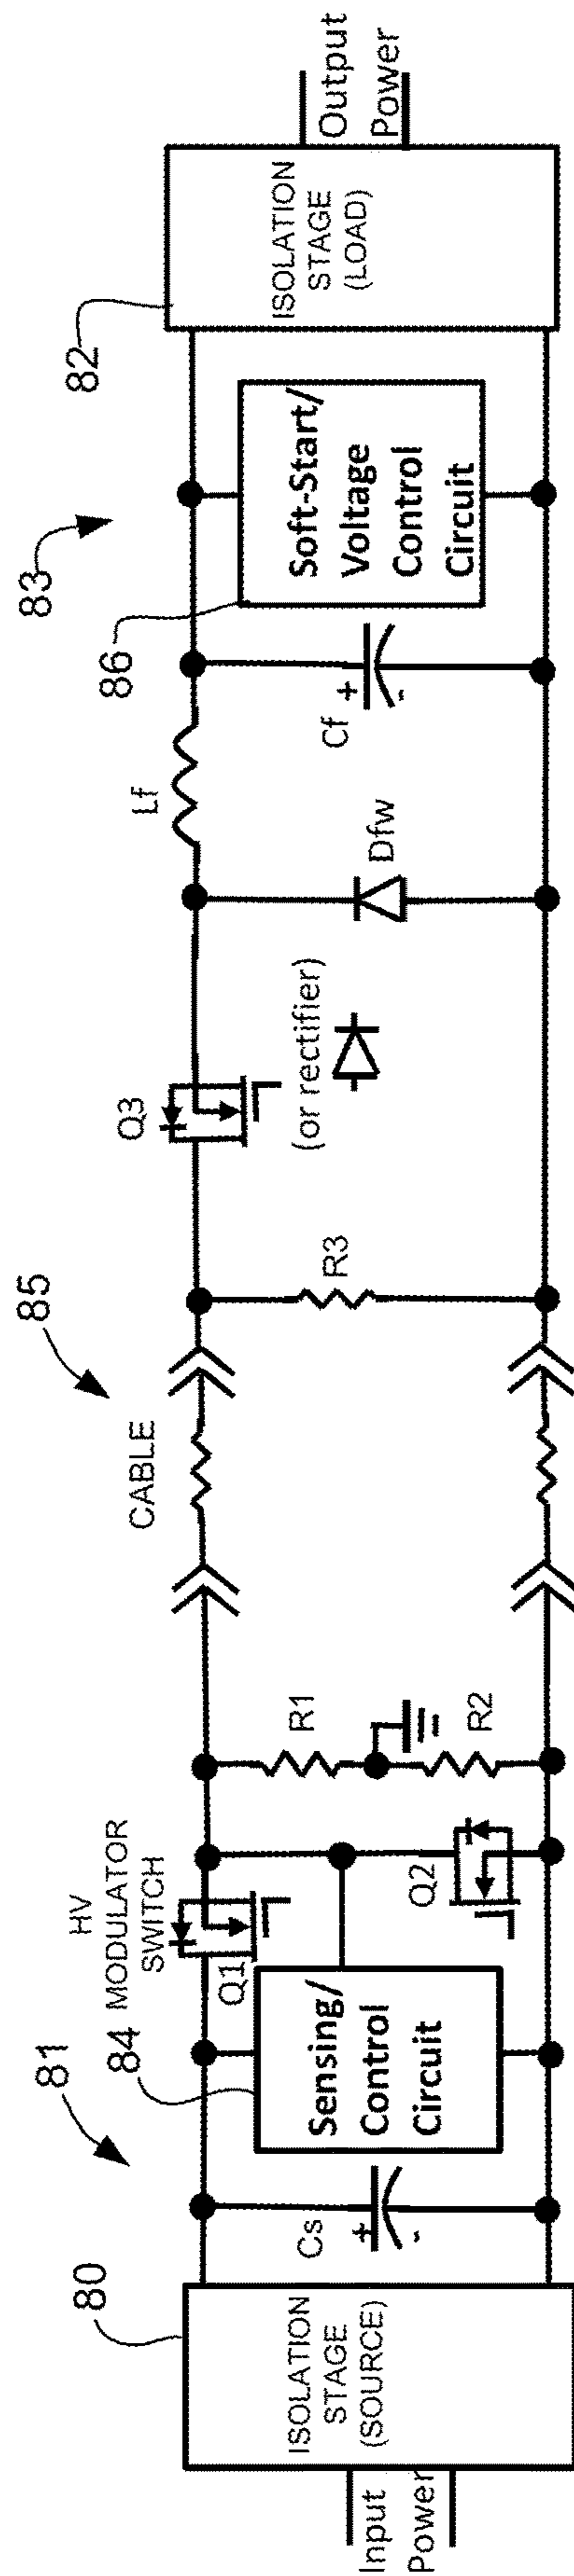 Input
Power
80
ISOLATION
STAGE
(SOURCE)
81
Cs
+
-
84
Sensing/
Control
Circuit
HV
MODULATOR
SWITCH
Q1
Q2
R1
R2
CABLE
85
R3
Q3
(or rectifier)
Dfw
Lf
Cf
+
-
83
86
Soft-Start/
Voltage
Control
Circuit
82
ISOLATION
STAGE
(LOAD)
Output
Power